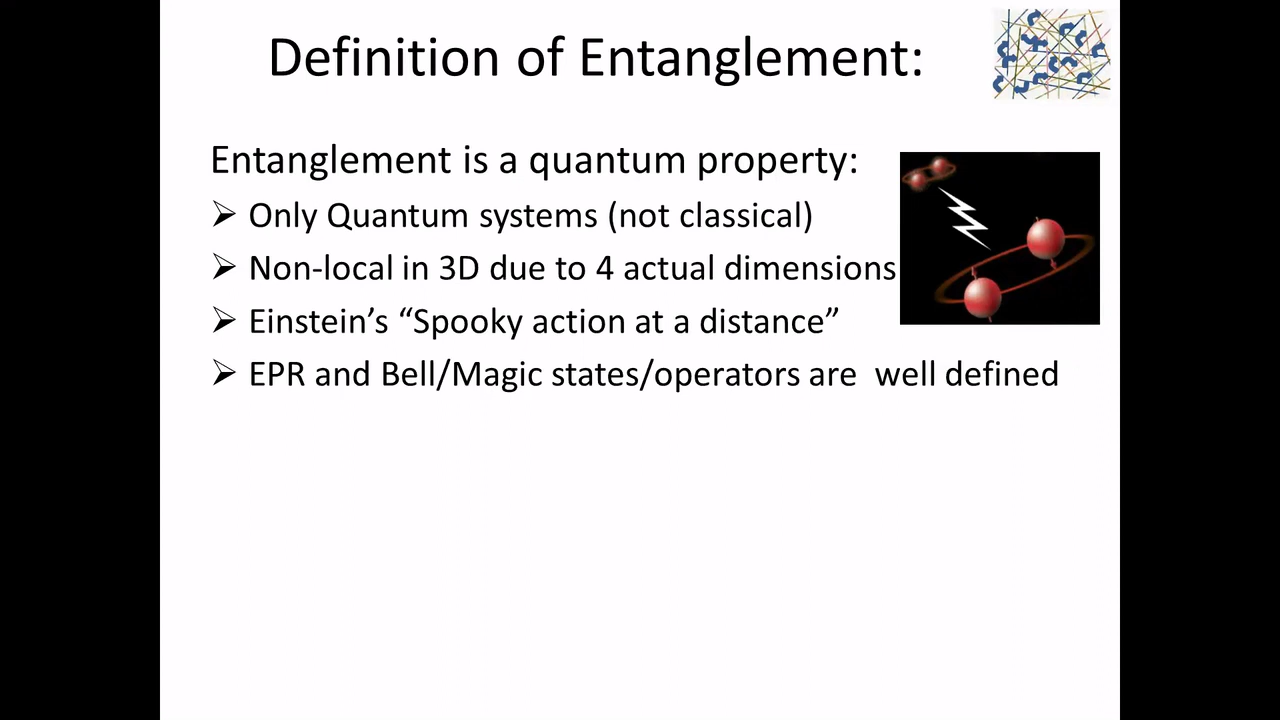 Definition of Entanglement:
Entanglement is a quantum property:
➢ Only Quantum systems (not classical)
➢ Non-local in 3D due to 4 actual dimensions
➢ Einstein’s “Spooky action at a distance”
➢ EPR and Bell/Magic states/operators are  well defined